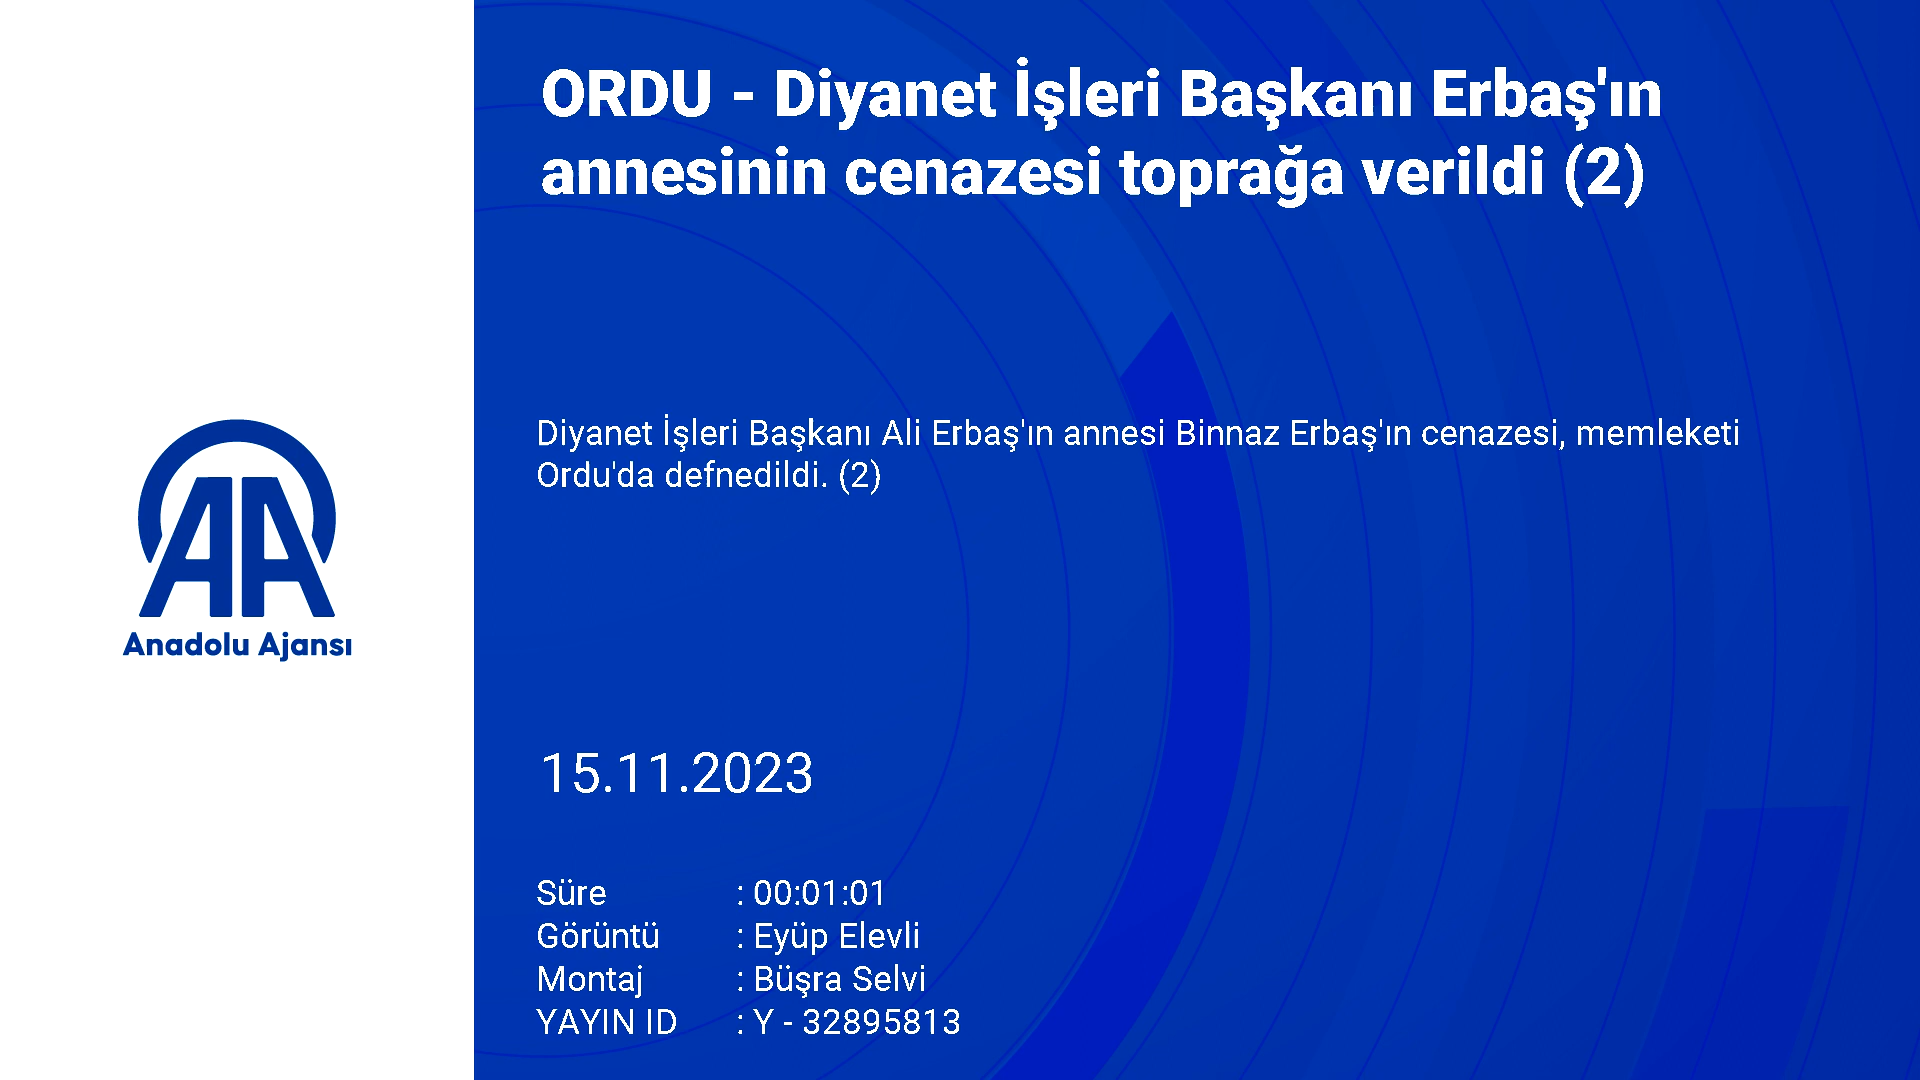 ORDU - Diyanet İşleri Başkanı Erbaş'ın
annesinin cenazesi toprağa verildi (2)
Diyanet İşleri Başkanı Ali Erbaş'ın annesi Binnaz Erbaş'ın cenazesi, memleketi
Ordu'da defnedildi. (2)
AA
Anadolu Ajansı
15.11.2023
Süre : 00:01:01
Görüntü : Eyüp Elevli
Montaj : Büşra Selvi
YAYIN ID : Y - 32895813